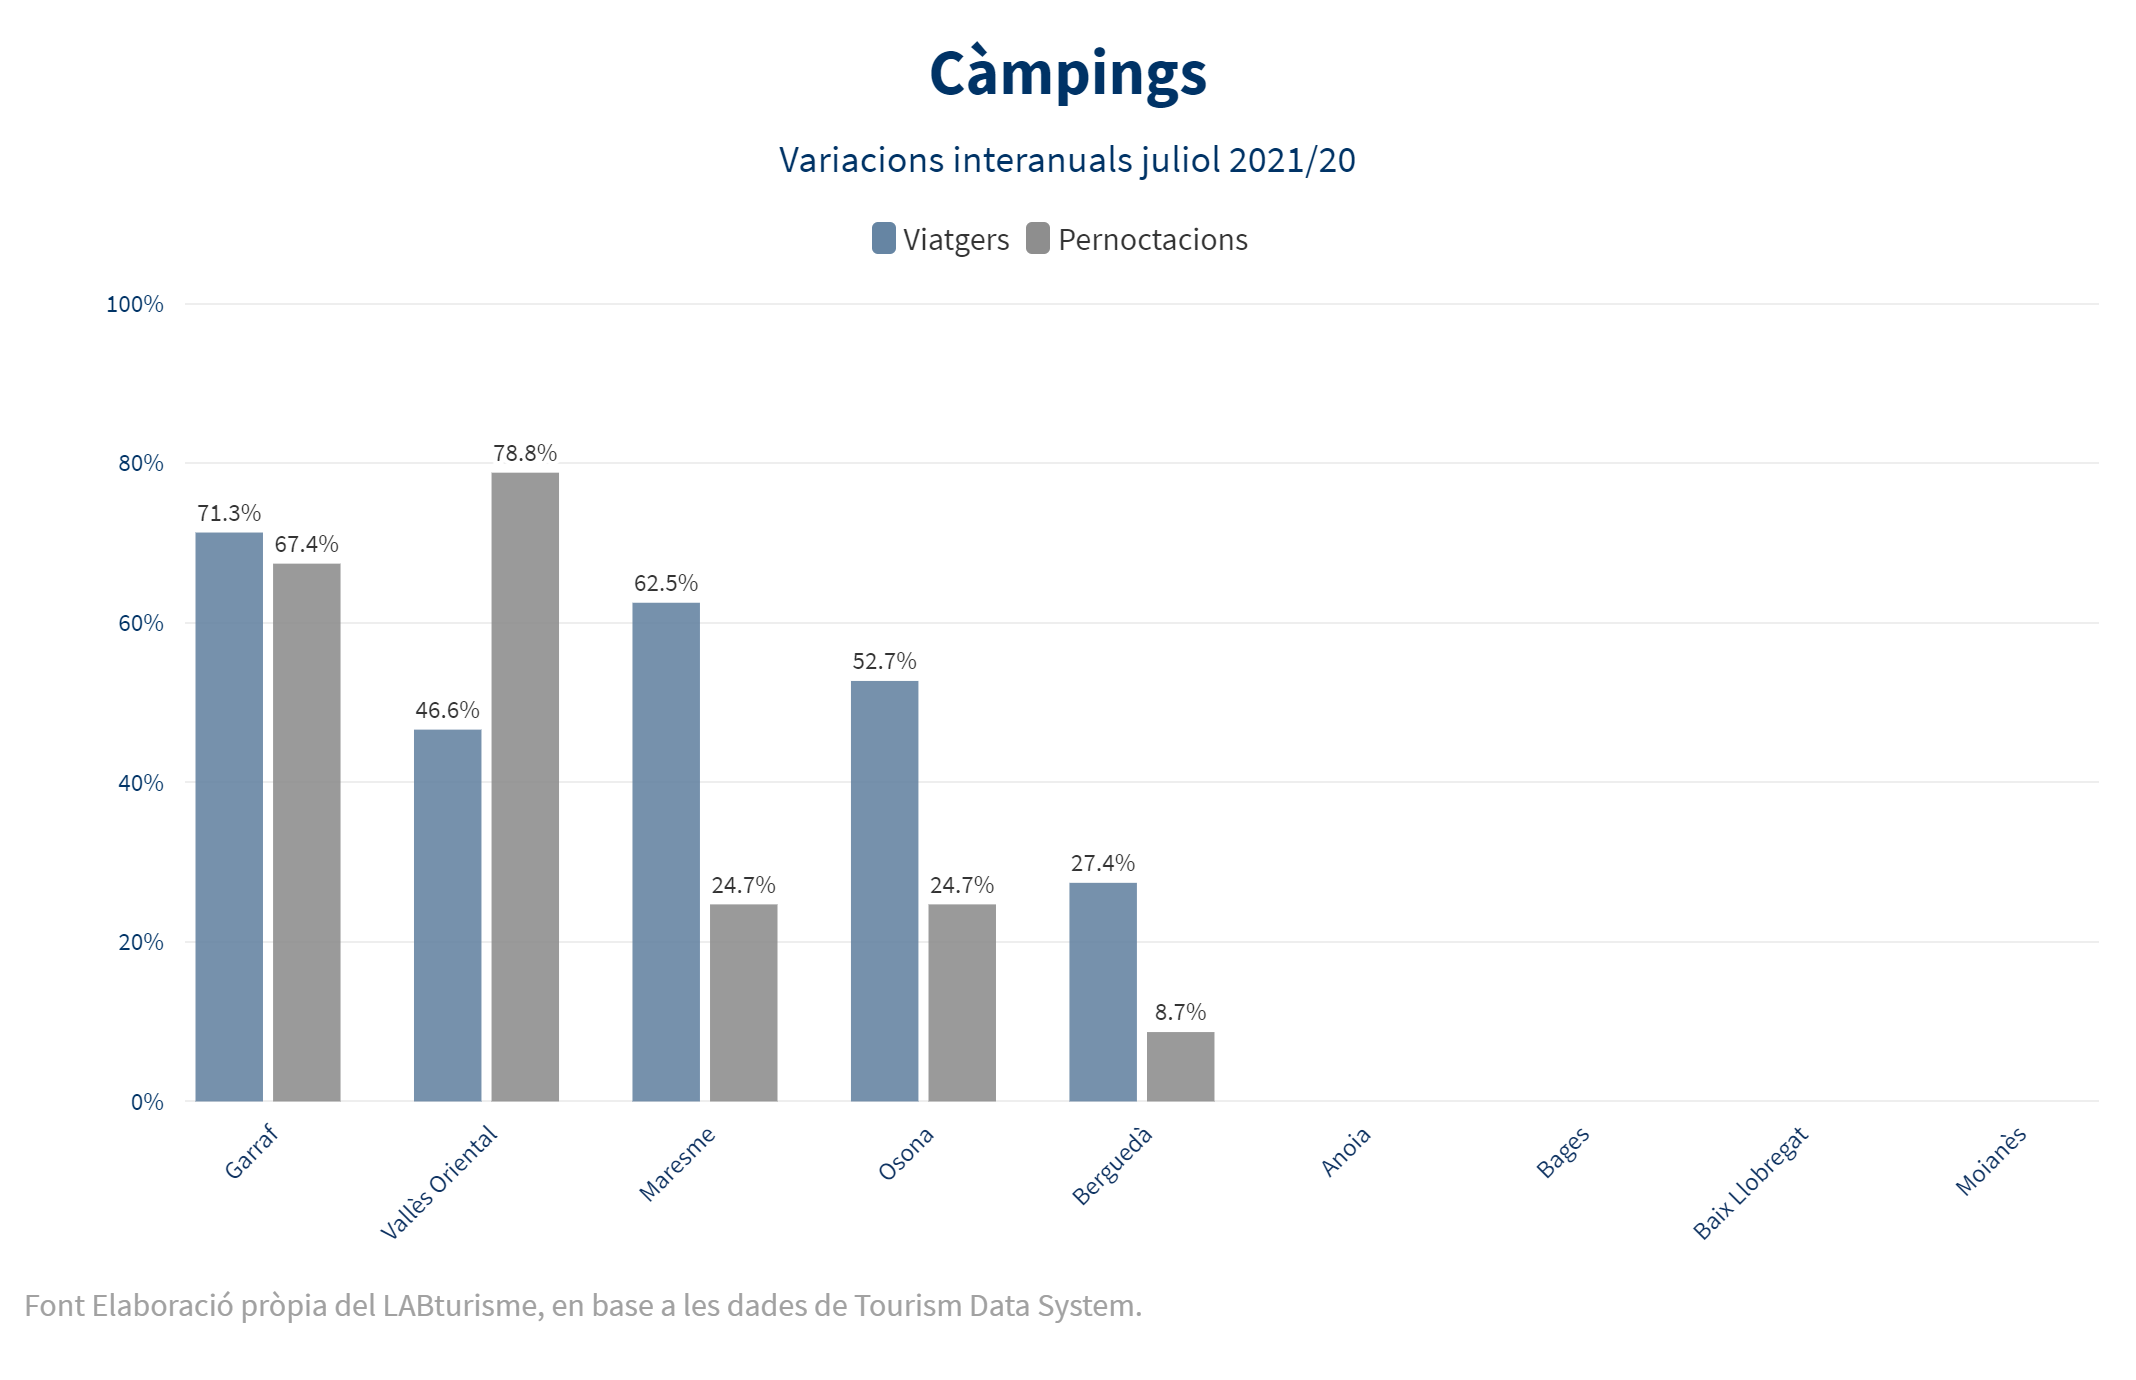 Càmpings
Variacions interanuals juliol 2021/20
Viatgers Pernoctacions
100%
80%
60%
40%
20%
0%
71.3%
67.4%
46.6%
78.8%
62.5%
24.7%
52.7%
24.7%
27.4%
8.7%
Garraf
Vallès Oriental
Maresme
Osona
Berguedà
Anoia
Bages
Baix Llobregat
Moianès
Font Elaboració pròpia del LABturisme, en base a les dades de Tourism Data System.